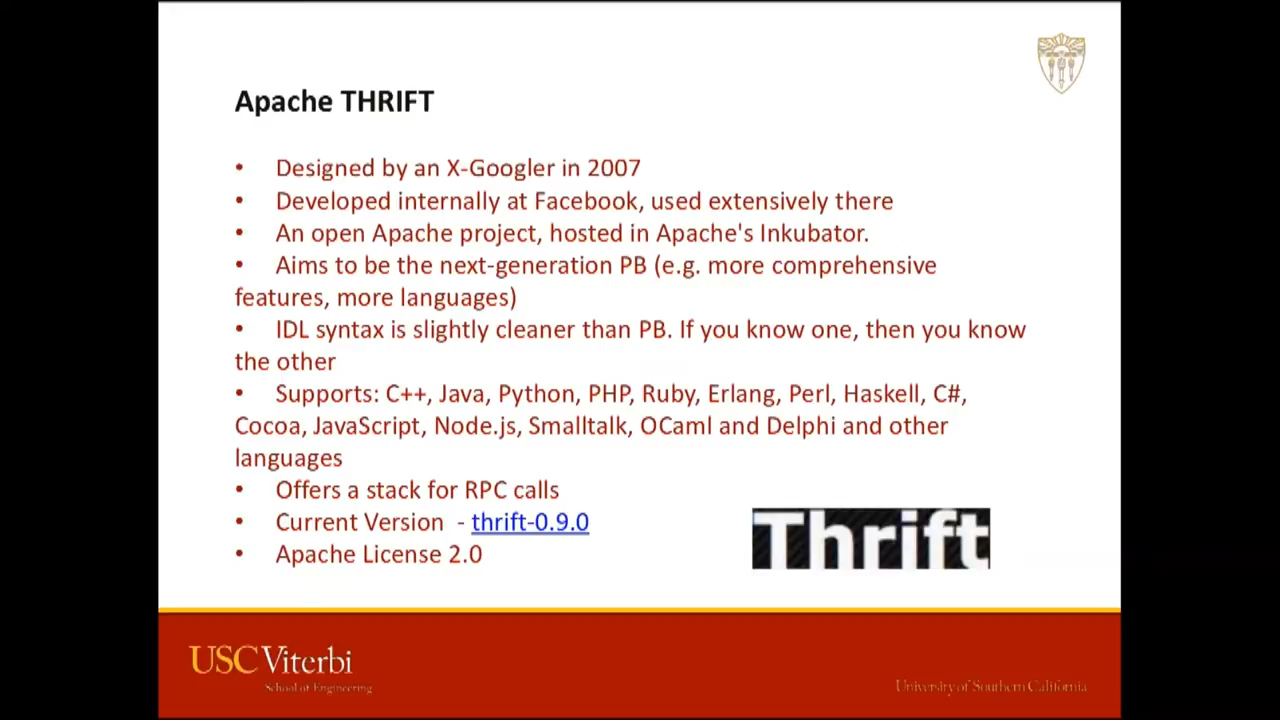 Apache THRIFT
• Designed by an X-Googler in 2007
• Developed internally at Facebook, used extensively there
• An open Apache project, hosted in Apache's Inkubator.
• Aims to be the next-generation PB (e.g. more comprehensive
features, more languages)
• IDL syntax is slightly cleaner than PB. If you know one, then you know
the other
• Supports: C++, Java, Python, PHP, Ruby, Erlang, Perl, Haskell, C#,
Cocoa, JavaScript, Node.js, Smalltalk, OCaml and Delphi and other
languages
• Offers a stack for RPC calls
• Current Version - thrift-0.9.0
• Apache License 2.0
Thrift
USC Viterbi
School of Engineering
University of Southern California